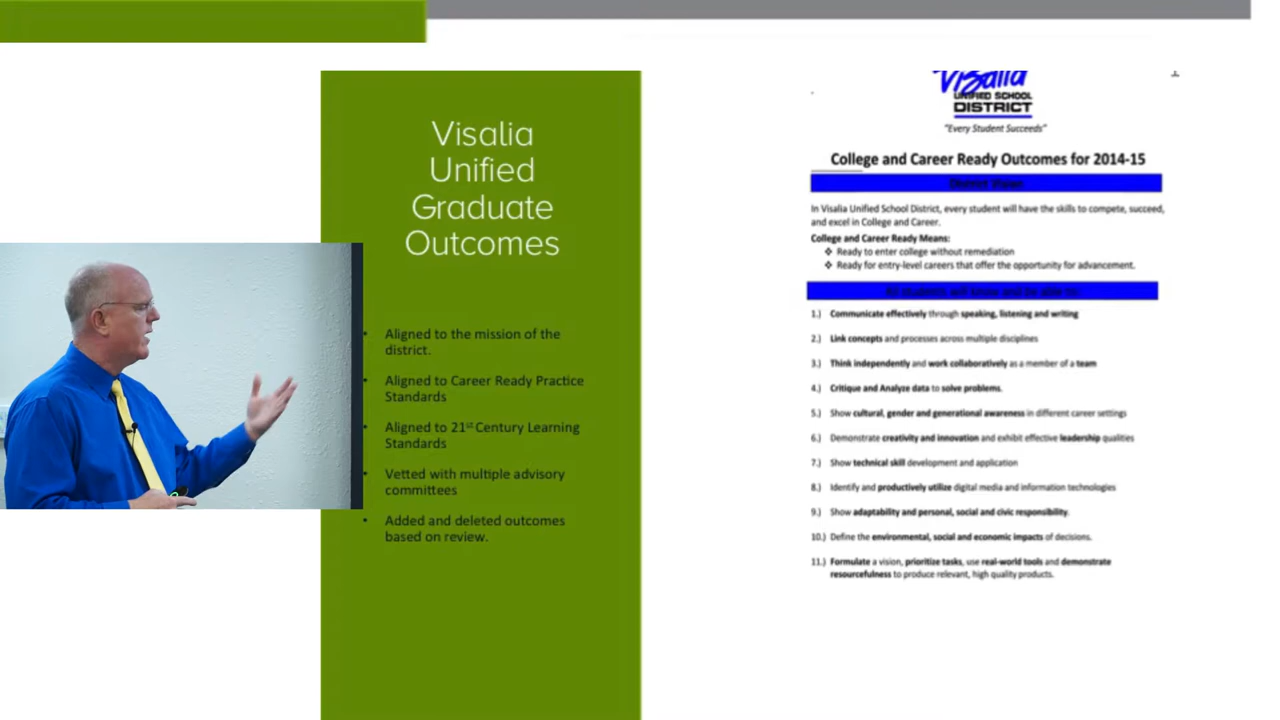 Visalia
Unified
Graduate
Outcomes
• Aligned to the mission of the
district.
• Aligned to Career Ready Practice
Standards
• Aligned to 21st Century Learning
Standards
• Vetted with multiple advisory
committees
• Added and deleted outcomes
based on review.
Visalia
UNIFIED SCHOOL
DISTRICT
"Every Student Succeeds"
College and Career Ready Outcomes for 2014-15
District Vision
In Visalia Unified School District, every student will have the skills to compete, succeed,
and excel in College and Career.
College and Career Ready Means:
❖ Ready to enter college without remediation
❖ Ready for entry-level careers that offer the opportunity for advancement.
All students will know and be able to:
1.) Communicate effectively through speaking, listening and writing
2.) Link concepts and processes across multiple disciplines
3.) Think independently and work collaboratively as a member of a team
4.) Critique and Analyze data to solve problems.
5.) Show cultural, gender and generational awareness in different career settings
6.) Demonstrate creativity and innovation and exhibit effective leadership qualities
7.) Show technical skill development and application
8.) Identify and productively utilize digital media and information technologies
9.) Show adaptability and personal, social and civic responsibility.
10.) Define the environmental, social and economic impacts of decisions.
11.) Formulate a vision, prioritize tasks, use real-world tools and demonstrate
resourcefulness to produce relevant, high quality products.